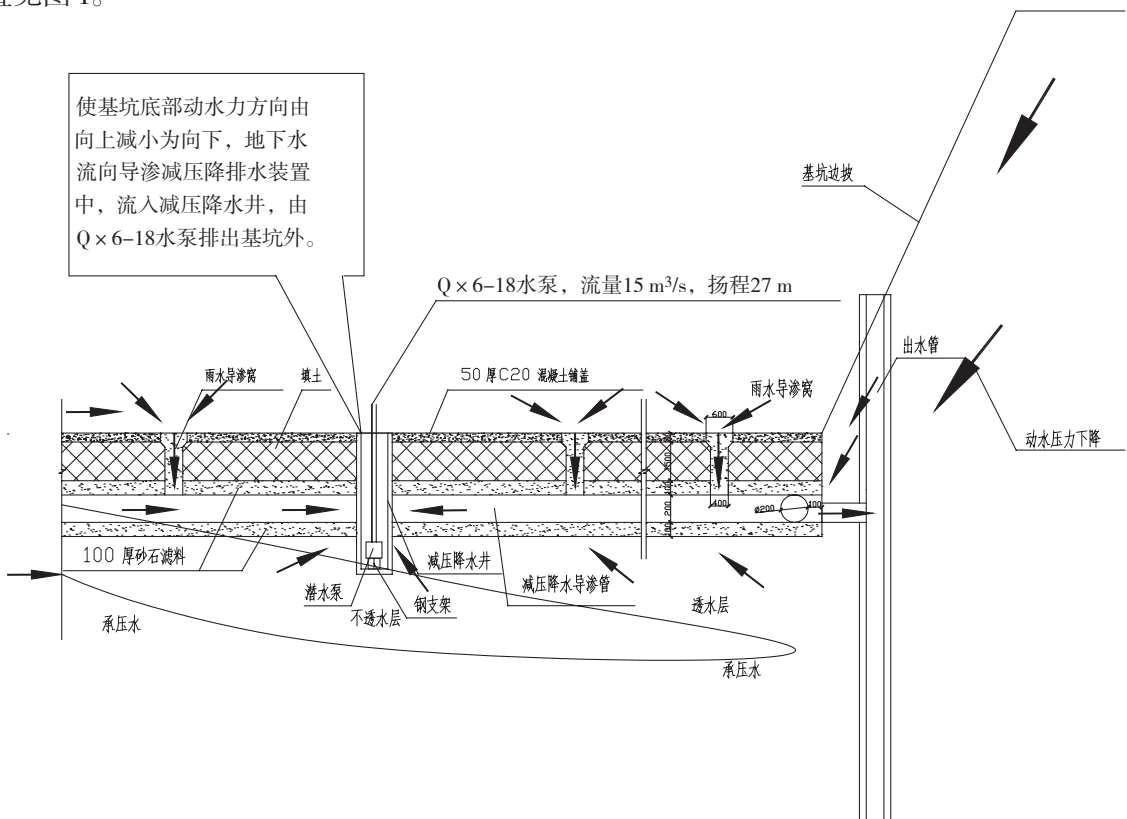 使基坑底部动水力方向由
向上减小为向下，地下水
流向导渗减压降排水装置
中，流入减压降水井，由
Q×6-18水泵排出基坑外。
基坑边坡
Q×6-18水泵，流量15 m³/s，扬程27 m
出水管
雨水导渗窝
填土
50厚C20 混凝土铺盖
雨水导渗窝
600
动水压力下降
400
ø200
100
200
100
100 厚砂石滤料
潜水泵
不透水层
钢支架
减压降水井
减压降水导渗管
透水层
承压水
承压水